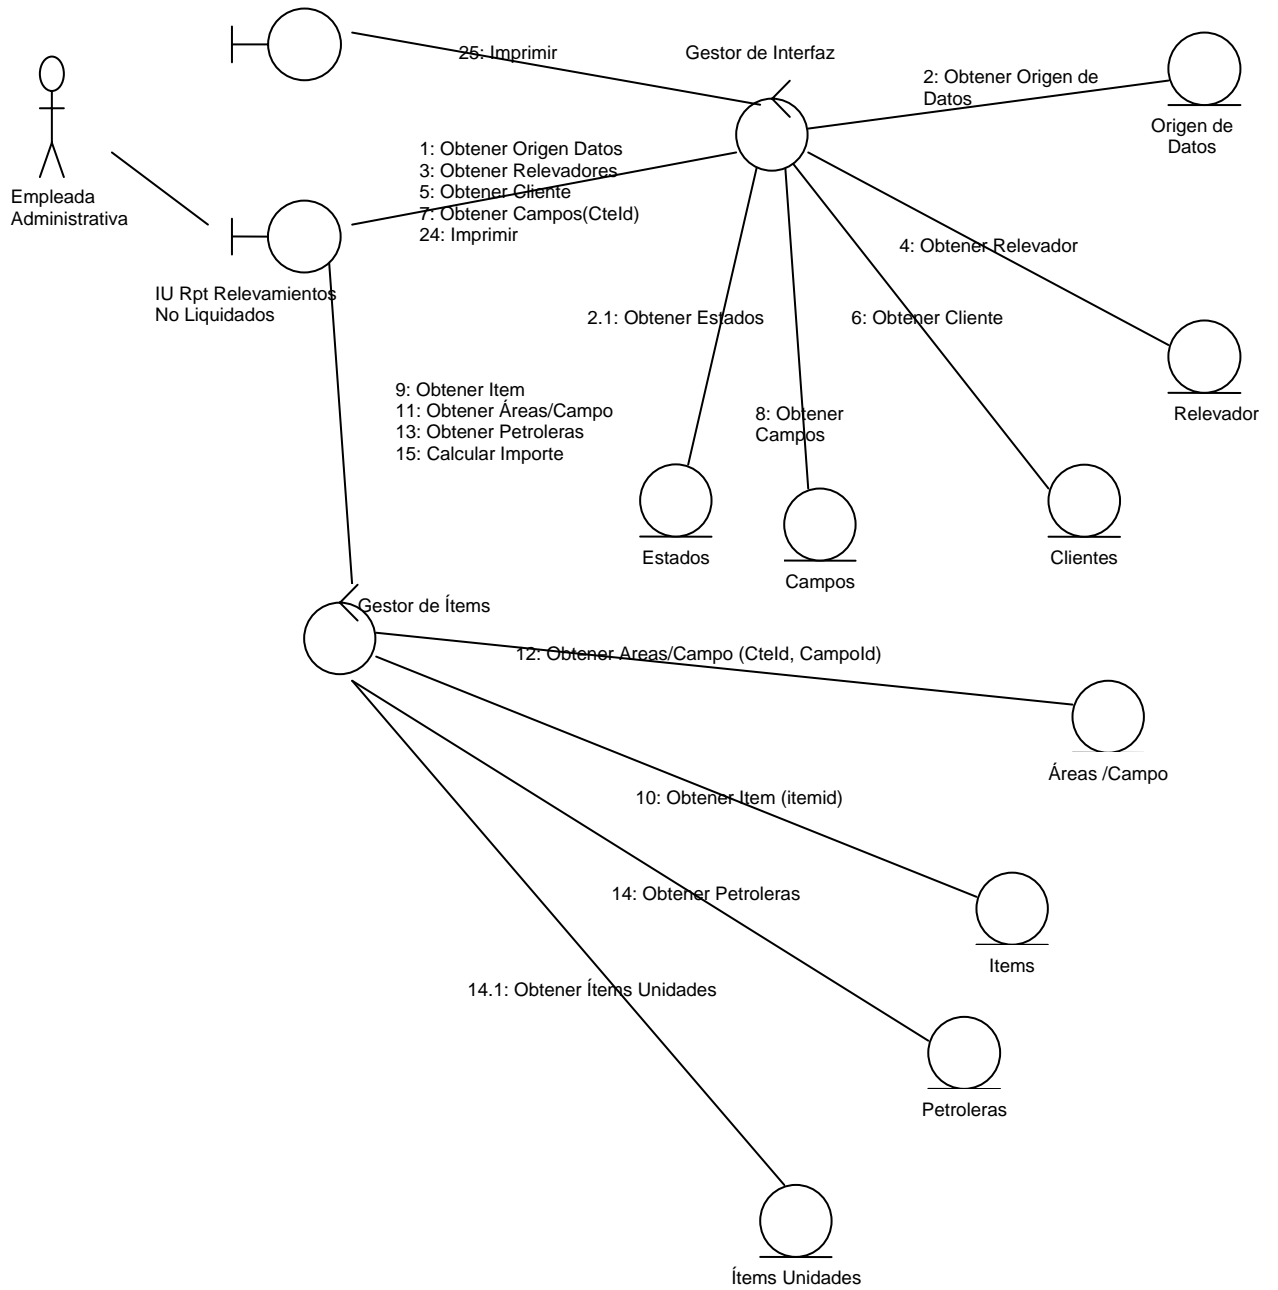 25: Imprimir
Gestor de Interfaz
2: Obtener Origen de
Datos
Origen de
Datos
1: Obtener Origen Datos
3: Obtener Relevadores
5: Obtener Cliente
7: Obtener Campos(CteId)
24: Imprimir
Empleada
Administrativa
4: Obtener Relevador
IU Rpt Relevamientos
No Liquidados
2.1: Obtener Estados
6: Obtener Cliente
9: Obtener Item
11: Obtener Áreas/Campo
13: Obtener Petroleras
15: Calcular Importe
8: Obtener
Campos
Relevador
Estados
Campos
Clientes
Gestor de Ítems
12: Obtener Areas/Campo (CteId, CampoId)
Áreas /Campo
10: Obtener Item (itemid)
14: Obtener Petroleras
Items
14.1: Obtener Ítems Unidades
Petroleras
Ítems Unidades